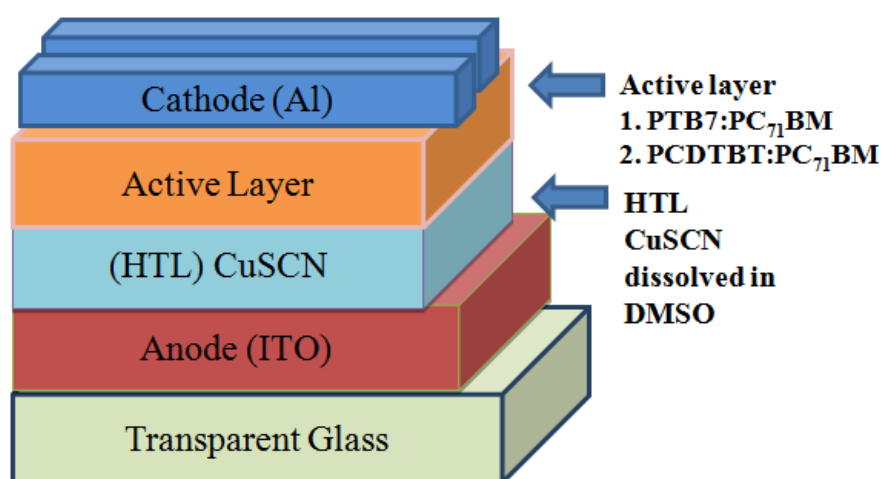 Cathode (Al)
Active Layer
(HTL) CuSCN
Anode (ITO)
Transparent Glass
Active layer
1. PTB7:PC₇₁BM
2. PCDTBT:PC₇₁BM
HTL
CuSCN
dissolved in
DMSO